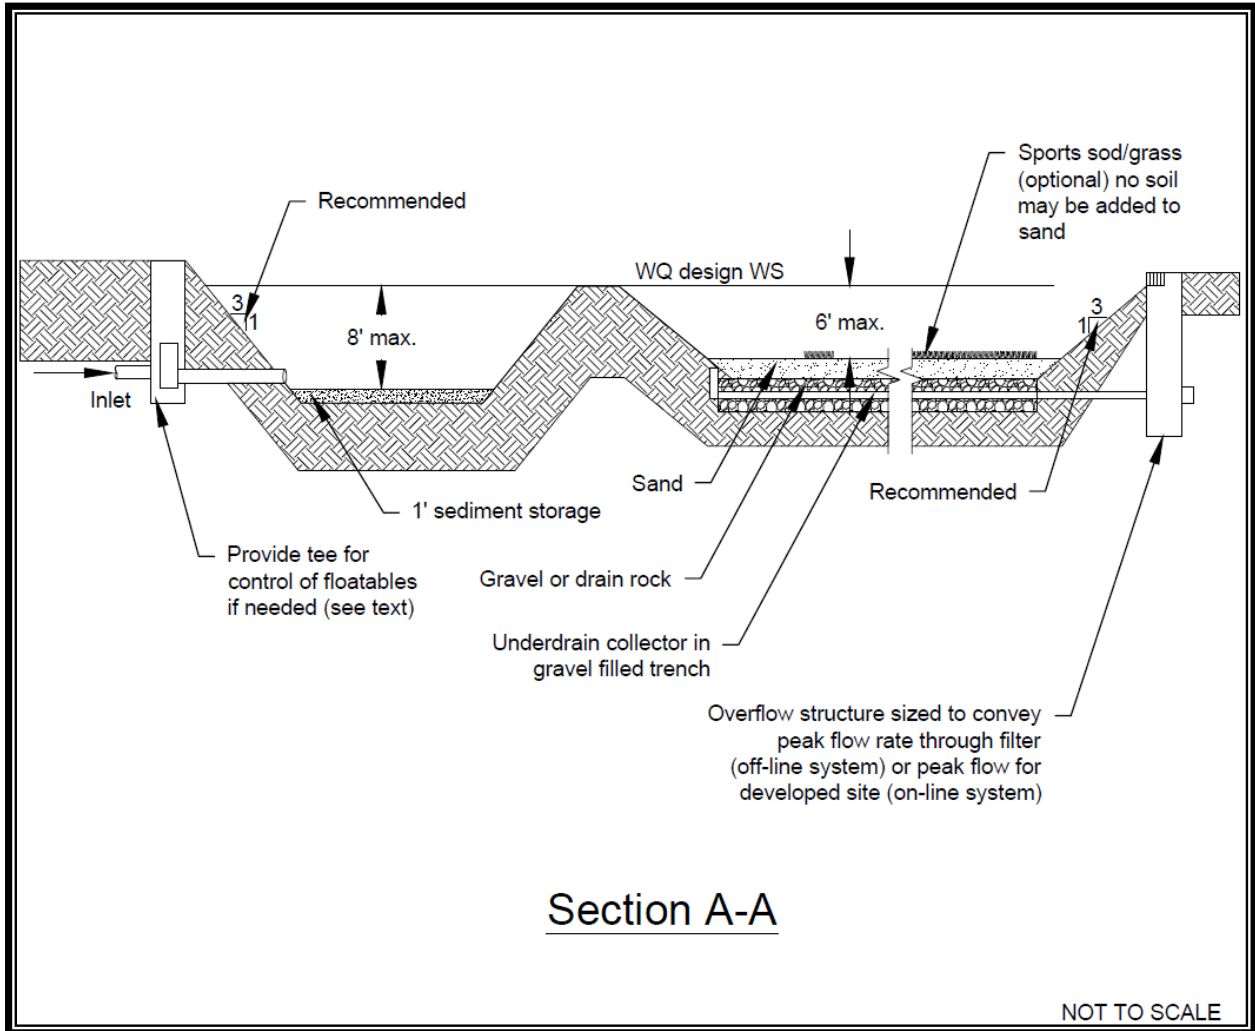 Sports sod/grass
(optional) no soil
may be added to
sand
Recommended
WQ design WS
3
1
8' max.
6' max.
3
1
Inlet
Sand
Recommended
1' sediment storage
Provide tee for
control of floatables
if needed (see text)
Gravel or drain rock
Underdrain collector in
gravel filled trench
Overflow structure sized to convey
peak flow rate through filter
(off-line system) or peak flow for
developed site (on-line system)
Section A-A
NOT TO SCALE